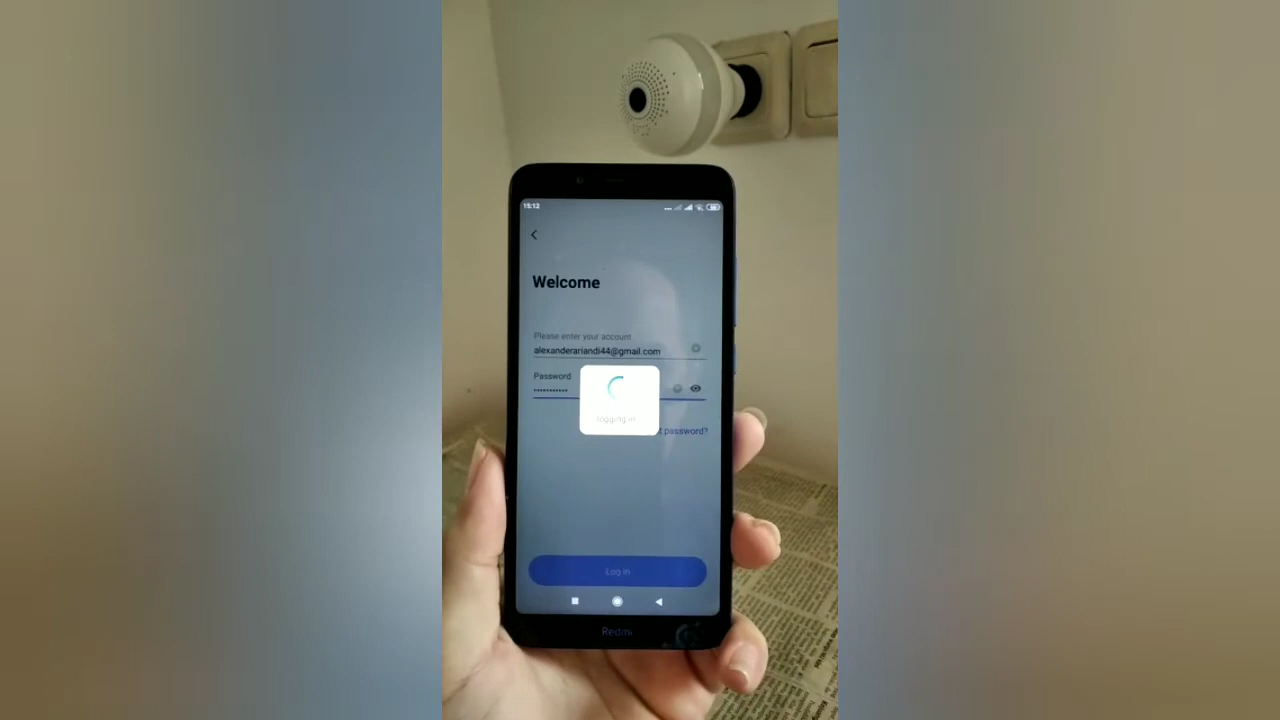 15:12
Welcome
Please enter your account
alexanderariandi44@gmail.com
Password
logging in
password?
Log in
Redmi